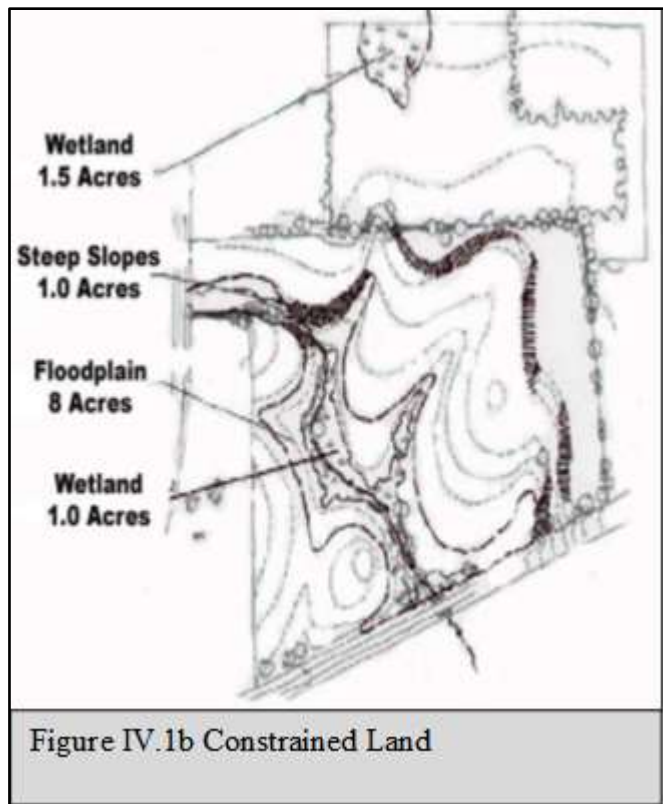 Wetland
1.5 Acres
Steep Slopes
1.0 Acres
Floodplain
8 Acres
Wetland
1.0 Acres
Figure IV.1b Constrained Land